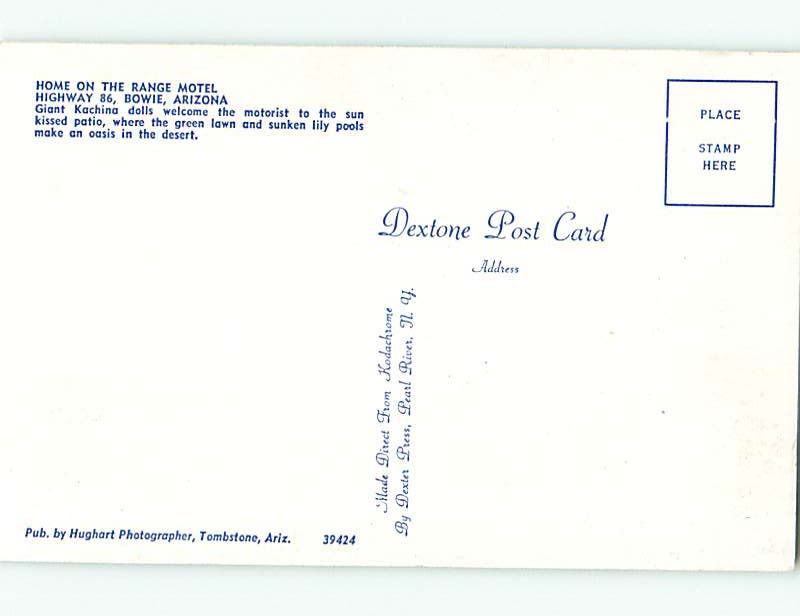 HOME ON THE RANGE MOTEL
HIGHWAY 86, BOWIE, ARIZONA
Giant Kachina dolls welcome the motorist to the sun
kissed patio, where the green lawn and sunken lily pools
make an oasis in the desert.
PLACE
STAMP
HERE
Dextone Post Card
Address
Made Direct From Kodachrome
By Dexter Press, Pearl River, N. Y.
Pub. by Hughart Photographer, Tombstone, Ariz. 39424